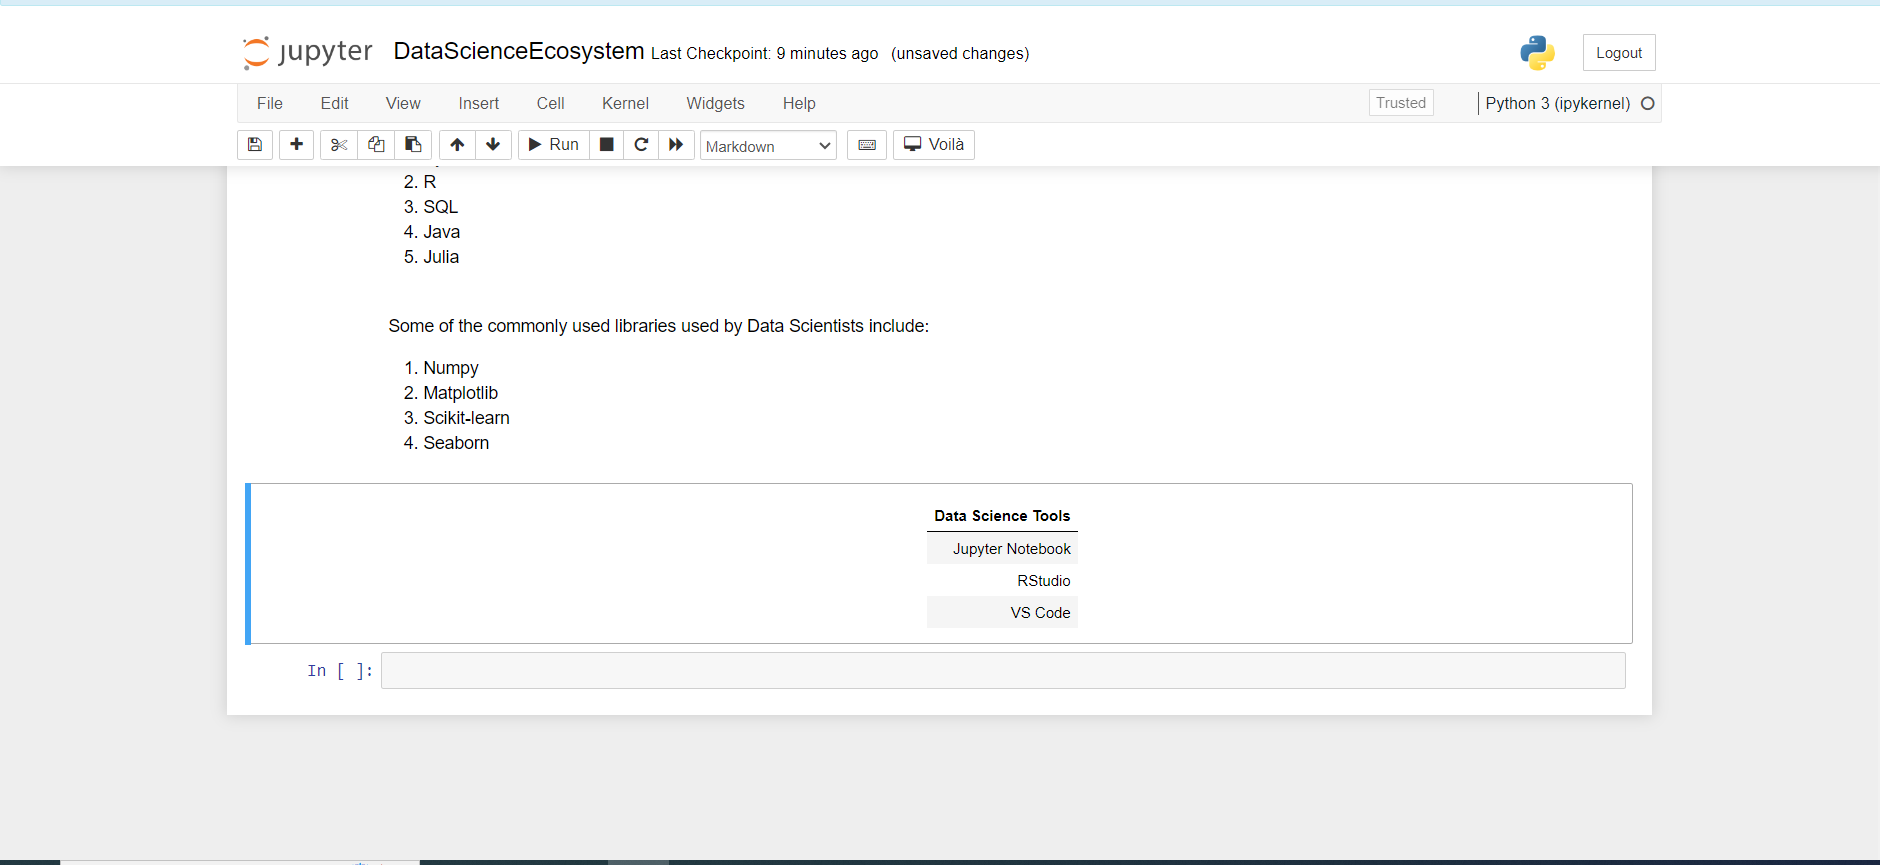 jupyter DataScienceEcosystem Last Checkpoint: 9 minutes ago (unsaved changes)
Logout
File Edit View Insert Cell Kernel Widgets Help
Trusted
Python 3 (ipykernel)
Run
Markdown
Voilà
2. R
3. SQL
4. Java
5. Julia
Some of the commonly used libraries used by Data Scientists include:
1. Numpy
2. Matplotlib
3. Scikit-learn
4. Seaborn
Data Science Tools
Jupyter Notebook
RStudio
VS Code
In [ ]: